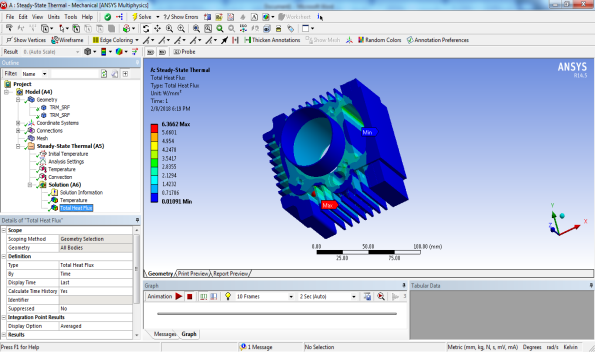 A : Steady-State Thermal - Mechanical [ANSYS Multiphysics]
File Edit View Units Tools Help Solve Show Errors Worksheet
Show Vertices Wireframe Edge Coloring Thicken Annotations Show Mesh Random Colors Annotation Preferences
Result 0. (Auto Scale) Probe
Outline
Filter: Name
Project
Model (A4)
Geometry
TRM_SRF
TRM_SRF
Coordinate Systems
Connections
Mesh
Steady-State Thermal (A5)
Initial Temperature
Analysis Settings
Temperature
Convection
Solution (A6)
Solution Information
Temperature
Total Heat Flux
Details of "Total Heat Flux"
Scope
Scoping Method Geometry Selection
Geometry All Bodies
Definition
Type Total Heat Flux
By Time
Display Time Last
Calculate Time History Yes
Identifier
Suppressed No
Integration Point Results
Display Option Averaged
Results
A: Steady-State Thermal
Total Heat Flux
Type: Total Heat Flux
Unit: W/mm²
Time: 1
2/8/2018 6:19 PM
6.3662 Max
5.6601
4.954
4.2478
3.5417
2.8355
2.1294
1.4232
0.71706
0.01091 Min
ANSYS
R14.5
Min
Max
0.00 50.00 100.00 (mm)
25.00 75.00
Y
X
Z
Geometry Print Preview Report Preview
Graph
Animation 10 Frames 2 Sec (Auto)
Messages Graph
Tabular Data
Press F1 for Help 1 Message No Selection Metric (mm, kg, N, s, mV, mA) Degrees rad/s Kelvin